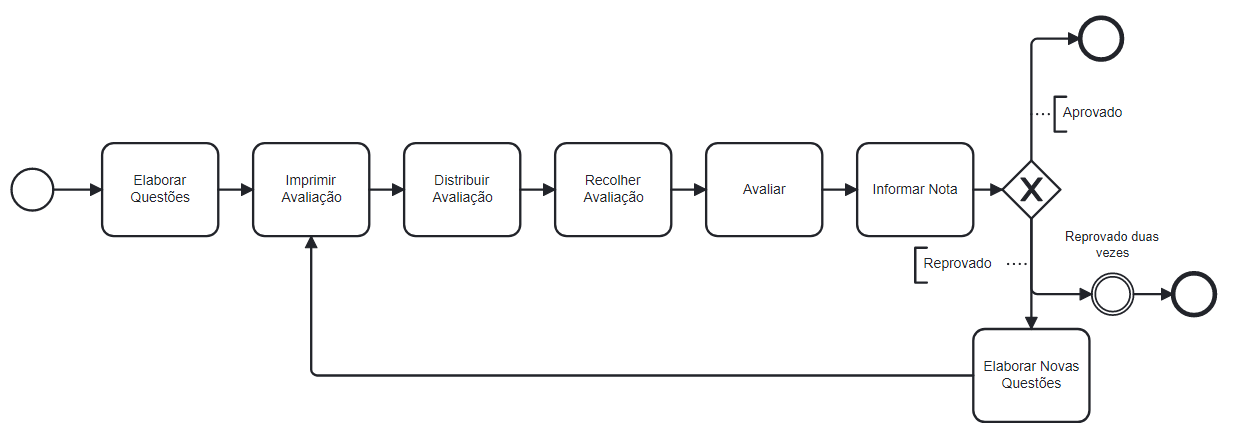 Elaborar
Questões
Imprimir
Avaliação
Distribuir
Avaliação
Recolher
Avaliação
Avaliar
Informar Nota
Aprovado
Reprovado
Reprovado duas
vezes
Elaborar Novas
Questões